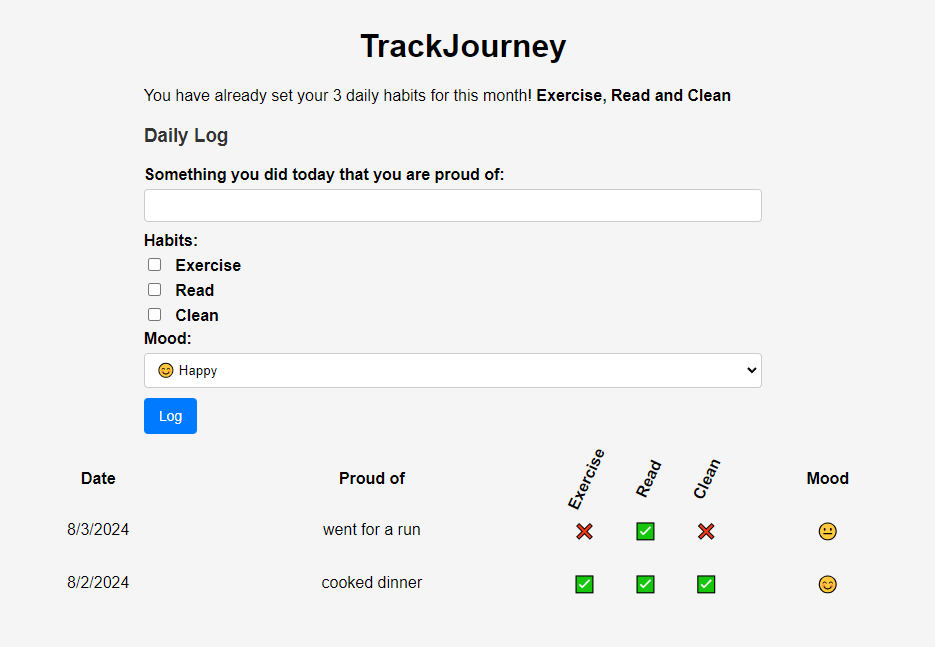 TrackJourney
You have already set your 3 daily habits for this month! Exercise, Read and Clean
Daily Log
Something you did today that you are proud of:
Habits:
Exercise
Read
Clean
Mood:
😊 Happy
Log
Date Proud of Exercise Read Clean Mood
8/3/2024 went for a run ❌ ✅ ❌ 😐
8/2/2024 cooked dinner ✅ ✅ ✅ 😊